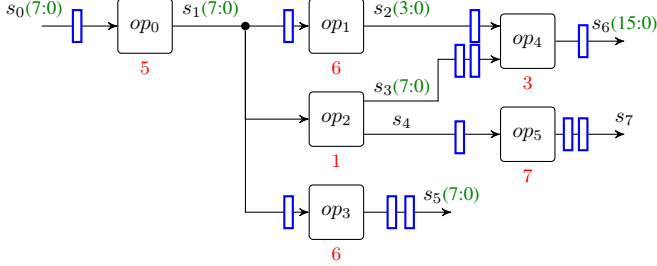 s₀(7:0) op₀ s₁(7:0) op₁ s₂(3:0) op₄ s₆(15:0)
5 6 3
s₃(7:0)
op₂ s₄ op₅ s₇
1 7
op₃ s₅(7:0)
6